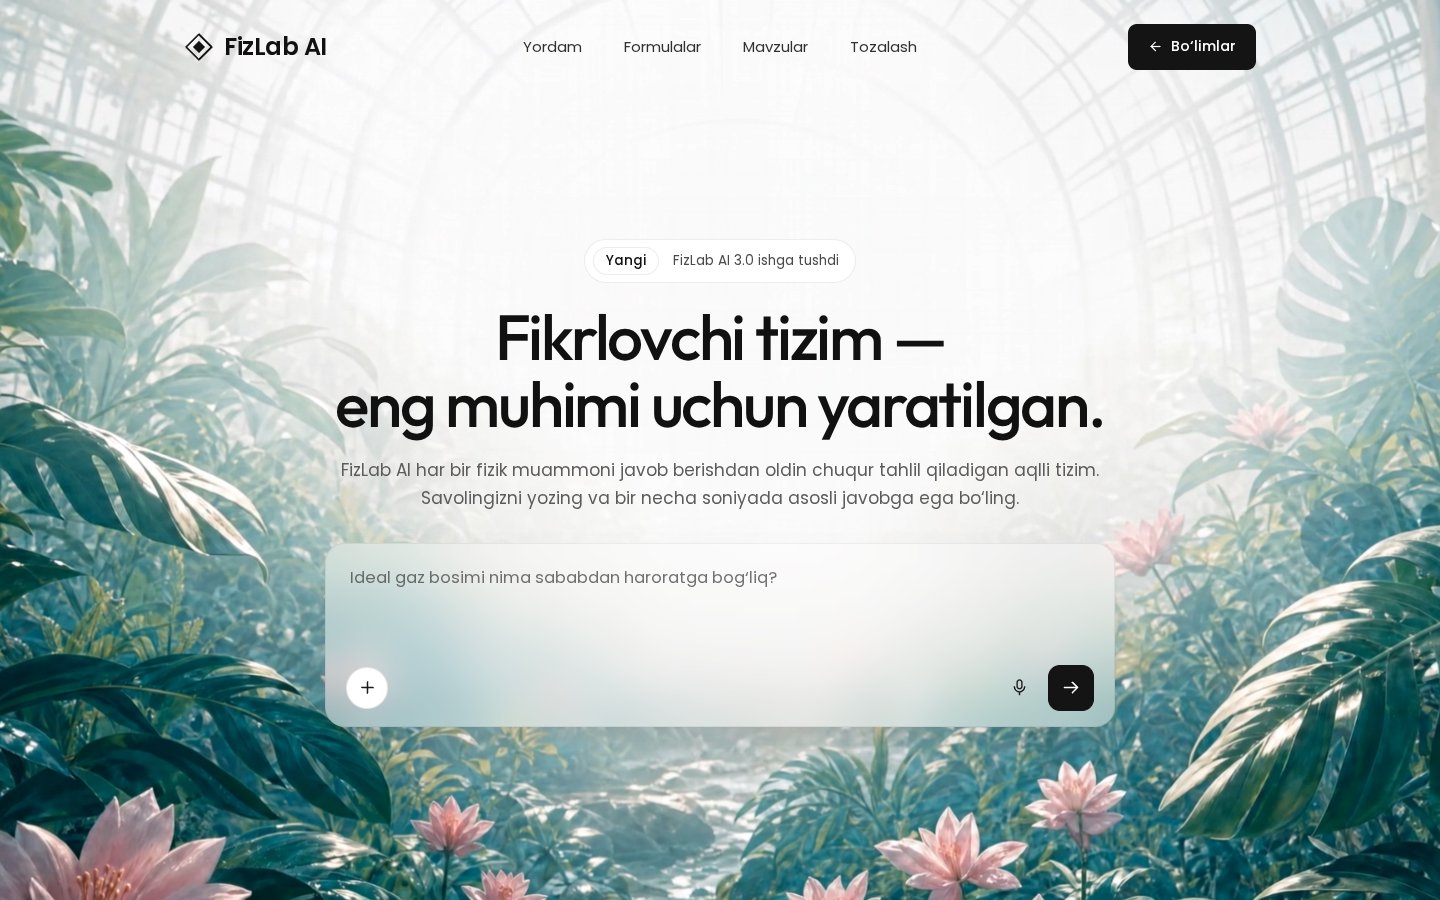 FizLab AI
Yordam
Formulalar
Mavzular
Tozalash
Bo‘limlar
Yangi
FizLab AI 3.0 ishga tushdi
Fikrlovchi tizim —
eng muhimi uchun yaratilgan.
FizLab AI har bir fizik muammoni javob berishdan oldin chuqur tahlil qiladigan aqlli tizim.
Savolingizni yozing va bir necha soniyada asosli javobga ega bo‘ling.
Ideal gaz bosimi nima sababdan haroratga bog‘liq?